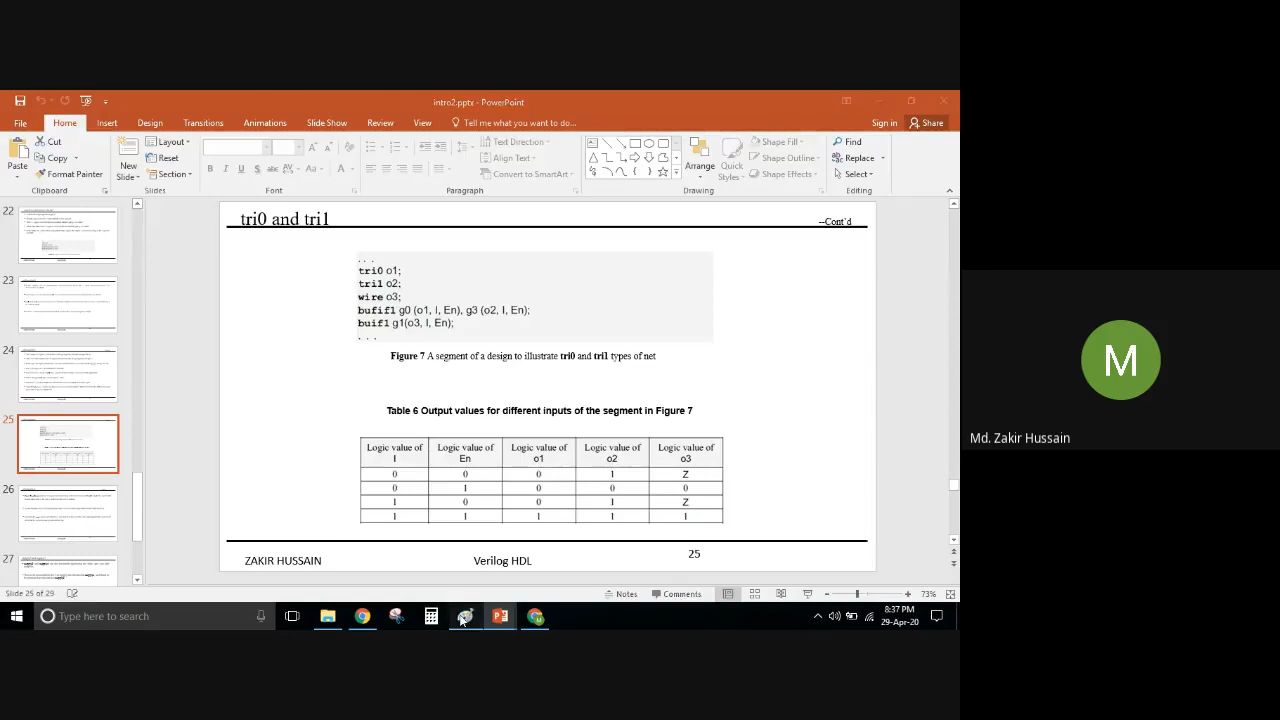 intro2.pptx - PowerPoint
File Home Insert Design Transitions Animations Slide Show Review View Tell me what you want to do... Sign in Share
Paste
Cut
Copy
Format Painter
Clipboard
New Slide
Layout
Reset
Section
Slides
B I U S abc AV Aa A
Font
Paragraph
Text Direction
Align Text
Convert to SmartArt
Arrange
Quick Styles
Shape Fill
Shape Outline
Shape Effects
Drawing
Find
Replace
Select
Editing
22
23
24
25
26
27
tri0 and tri1 --Cont'd
. . .
tri0 o1;
tri1 o2;
wire o3;
bufif1 g0 (o1, I, En), g3 (o2, I, En);
buif1 g1(o3, I, En);
. . .
Figure 7 A segment of a design to illustrate tri0 and tri1 types of net
Table 6 Output values for different inputs of the segment in Figure 7
Logic value of I Logic value of En Logic value of o1 Logic value of o2 Logic value of o3
0 0 0 1 Z
0 1 0 0 0
1 0 0 1 Z
1 1 1 1 1
ZAKIR HUSSAIN Verilog HDL 25
Slide 25 of 29 Notes Comments 73%
Type here to search
8:37 PM
29-Apr-20
M
Md. Zakir Hussain